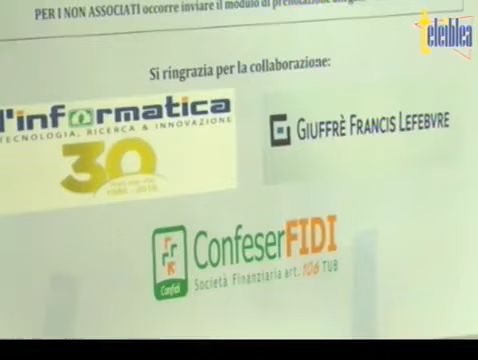 PER I NON ASSOCIATI occorre inviare il modulo di prenotazione
teleiblea
Si ringrazia per la collaborazione:
l'informatica
TECNOLOGIA, RICERCA & INNOVAZIONE
30
GIUFFRÈ FRANCIS LEFEBVRE
ConfeserFIDI
Società Finanziaria art. 106 TUB
Confidi